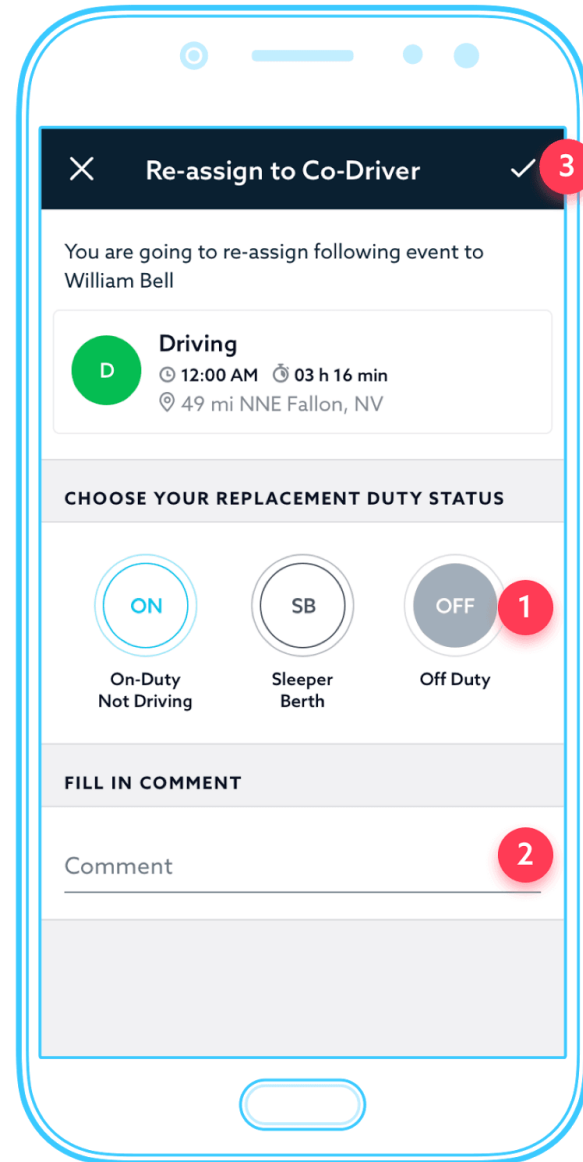 Re-assign to Co-Driver
3
You are going to re-assign following event to
William Bell
D
Driving
12:00 AM 03 h 16 min
49 mi NNE Fallon, NV
CHOOSE YOUR REPLACEMENT DUTY STATUS
ON SB OFF 1
On-Duty Sleeper Off Duty
Not Driving Berth
FILL IN COMMENT
Comment 2